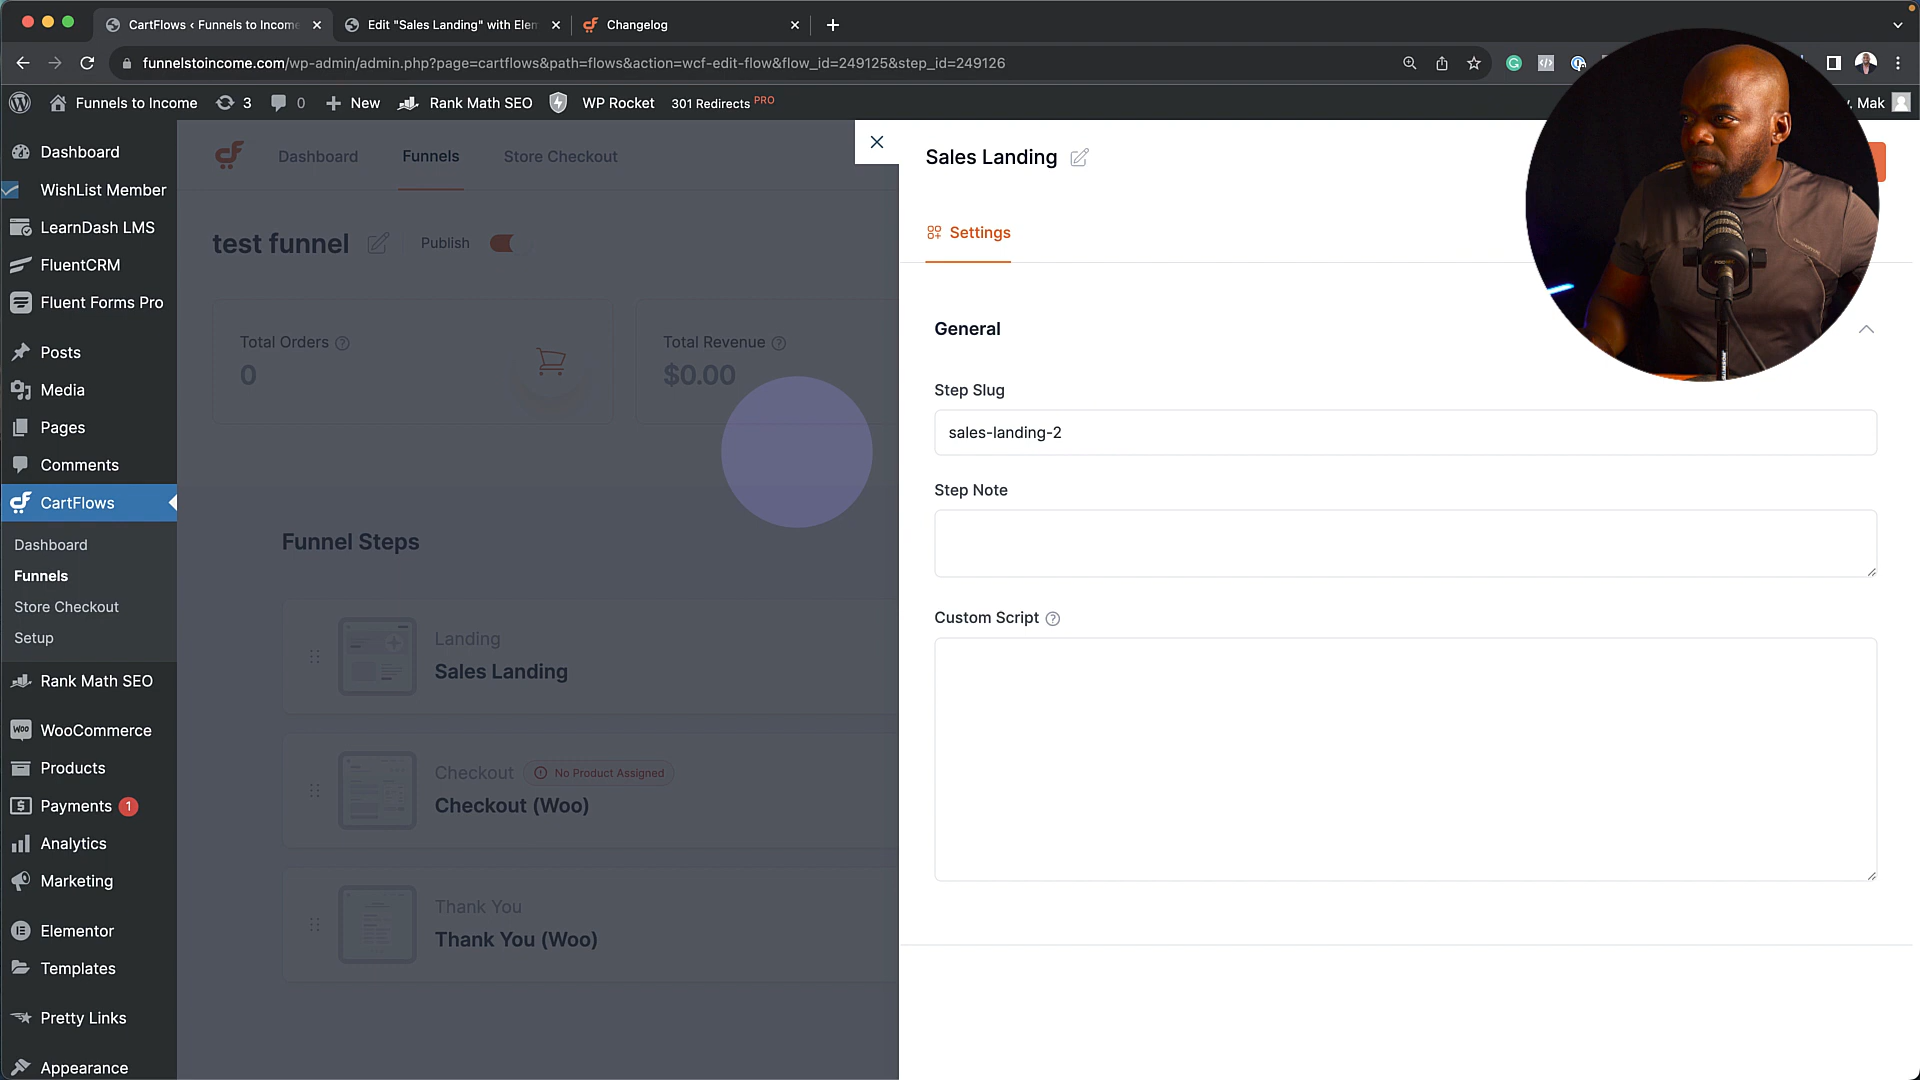 CartFlows ‹ Funnels to Income
Edit "Sales Landing" with Elem
Changelog
funnelstoincome.com/wp-admin/admin.php?page=cartflows&path=flows&action=wcf-edit-flow&flow_id=249125&step_id=249126
Funnels to Income
3
0
New
Rank Math SEO
WP Rocket
301 Redirects PRO
, Mak
Dashboard
WishList Member
LearnDash LMS
FluentCRM
Fluent Forms Pro
Posts
Media
Pages
Comments
CartFlows
Dashboard
Funnels
Store Checkout
Setup
Rank Math SEO
WooCommerce
Products
Payments 1
Analytics
Marketing
Elementor
Templates
Pretty Links
Appearance
Dashboard
Funnels
Store Checkout
test funnel
Publish
Total Orders
0
Total Revenue
$0.00
Funnel Steps
Landing
Sales Landing
Checkout
No Product Assigned
Checkout (Woo)
Thank You
Thank You (Woo)
Sales Landing
Settings
General
Step Slug
sales-landing-2
Step Note
Custom Script